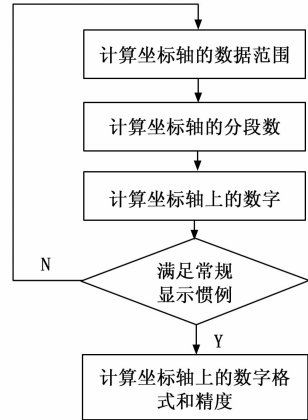 计算坐标轴的数据范围
计算坐标轴的分段数
计算坐标轴上的数字
N
满足常规
显示惯例
Y
计算坐标轴上的数字格
式和精度